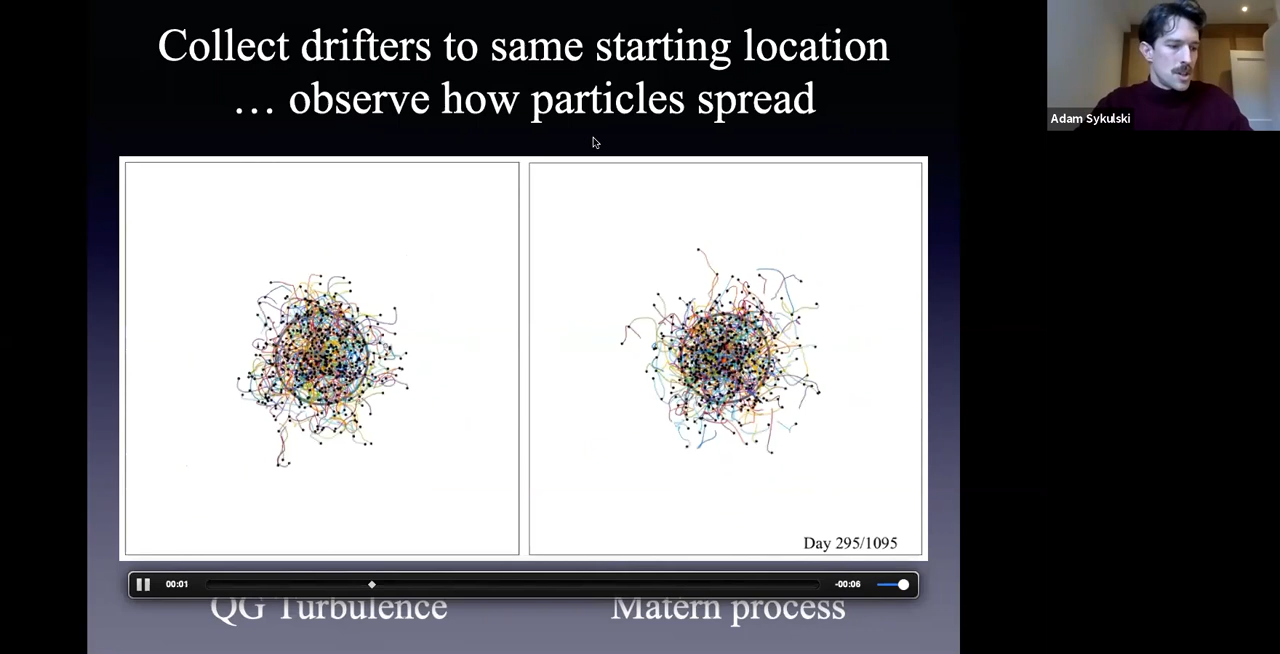 Collect drifters to same starting location
… observe how particles spread
Adam Sykulski
Day 295/1095
00:01
-00:06
QG Turbulence
Matern process